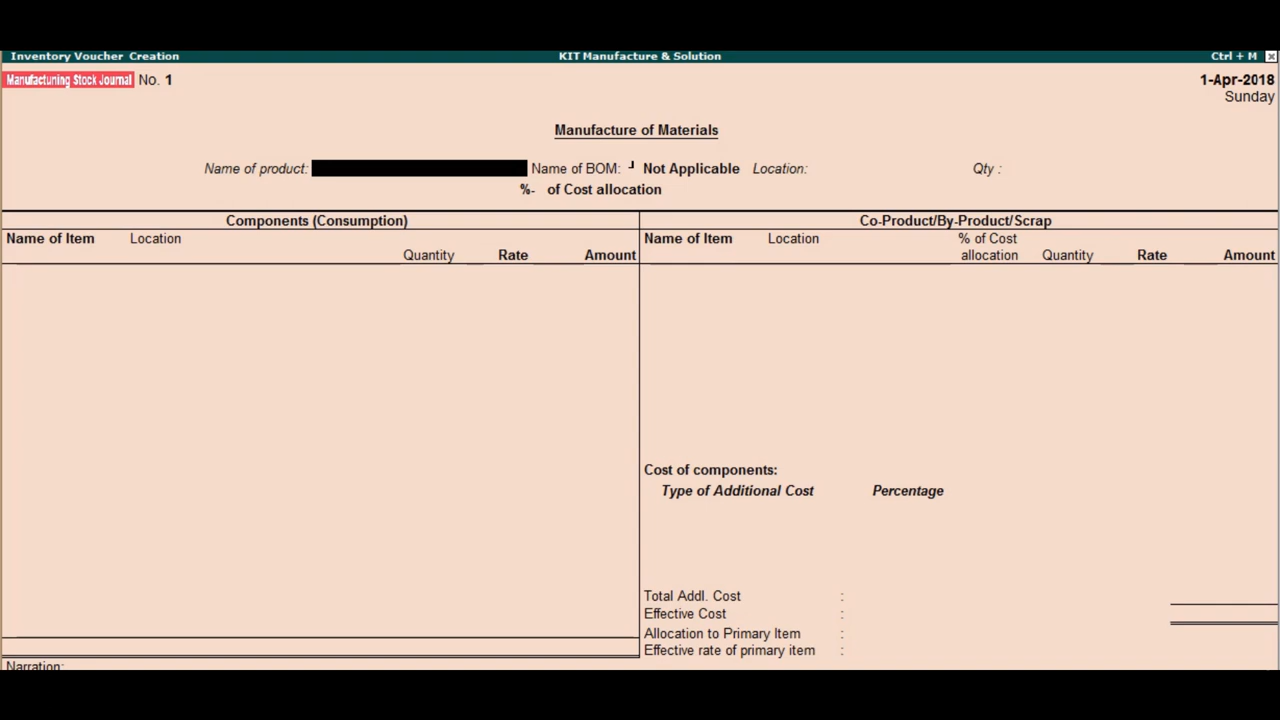 Inventory Voucher Creation KIT Manufacture & Solution Ctrl + M
Manufactuning Stock Journal No. 1 1-Apr-2018
Sunday
Manufacture of Materials
Name of product: Name of BOM: Not Applicable Location: Qty :
%- of Cost allocation
Components (Consumption) Co-Product/By-Product/Scrap
Name of Item Location Name of Item Location % of Cost
Quantity Rate Amount allocation Quantity Rate Amount
Cost of components:
Type of Additional Cost Percentage
Total Addl. Cost :
Effective Cost :
Allocation to Primary Item :
Effective rate of primary item :
Narration: